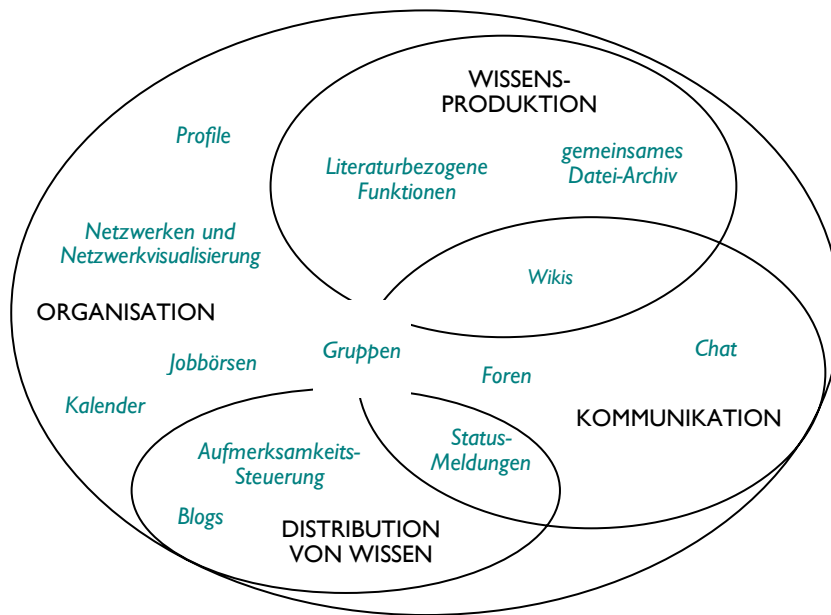 WISSENS-
PRODUKTION
Profile
Literaturbezogene
Funktionen
gemeinsames
Datei-Archiv
Netzwerken und
Netzwerkvisualisierung
Wikis
ORGANISATION
Gruppen
Jobbörsen
Chat
Foren
Kalender
KOMMUNIKATION
Aufmerksamkeits-
Steuerung
Status-
Meldungen
Blogs
DISTRIBUTION
VON WISSEN